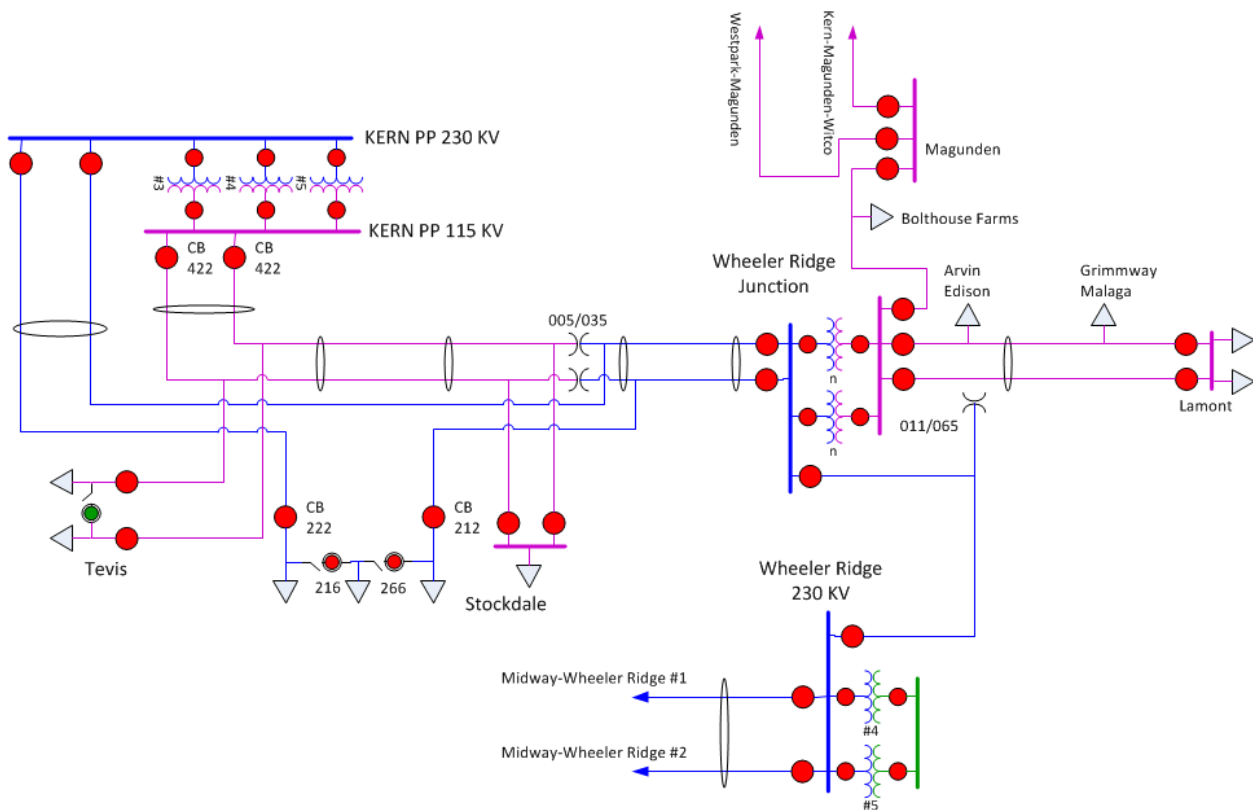 Westpark-Magunden
Kern-Magunden-Witco
Magunden
Bolthouse Farms
KERN PP 230 KV
#3
#4
#5
KERN PP 115 KV
CB
422
CB
422
Wheeler Ridge
Junction
Arvin
Edison
Grimmway
Malaga
005/035
n
n
011/065
Lamont
CB
222
CB
212
216
266
Tevis
Stockdale
Wheeler Ridge
230 KV
Midway-Wheeler Ridge #1
#4
Midway-Wheeler Ridge #2
#5